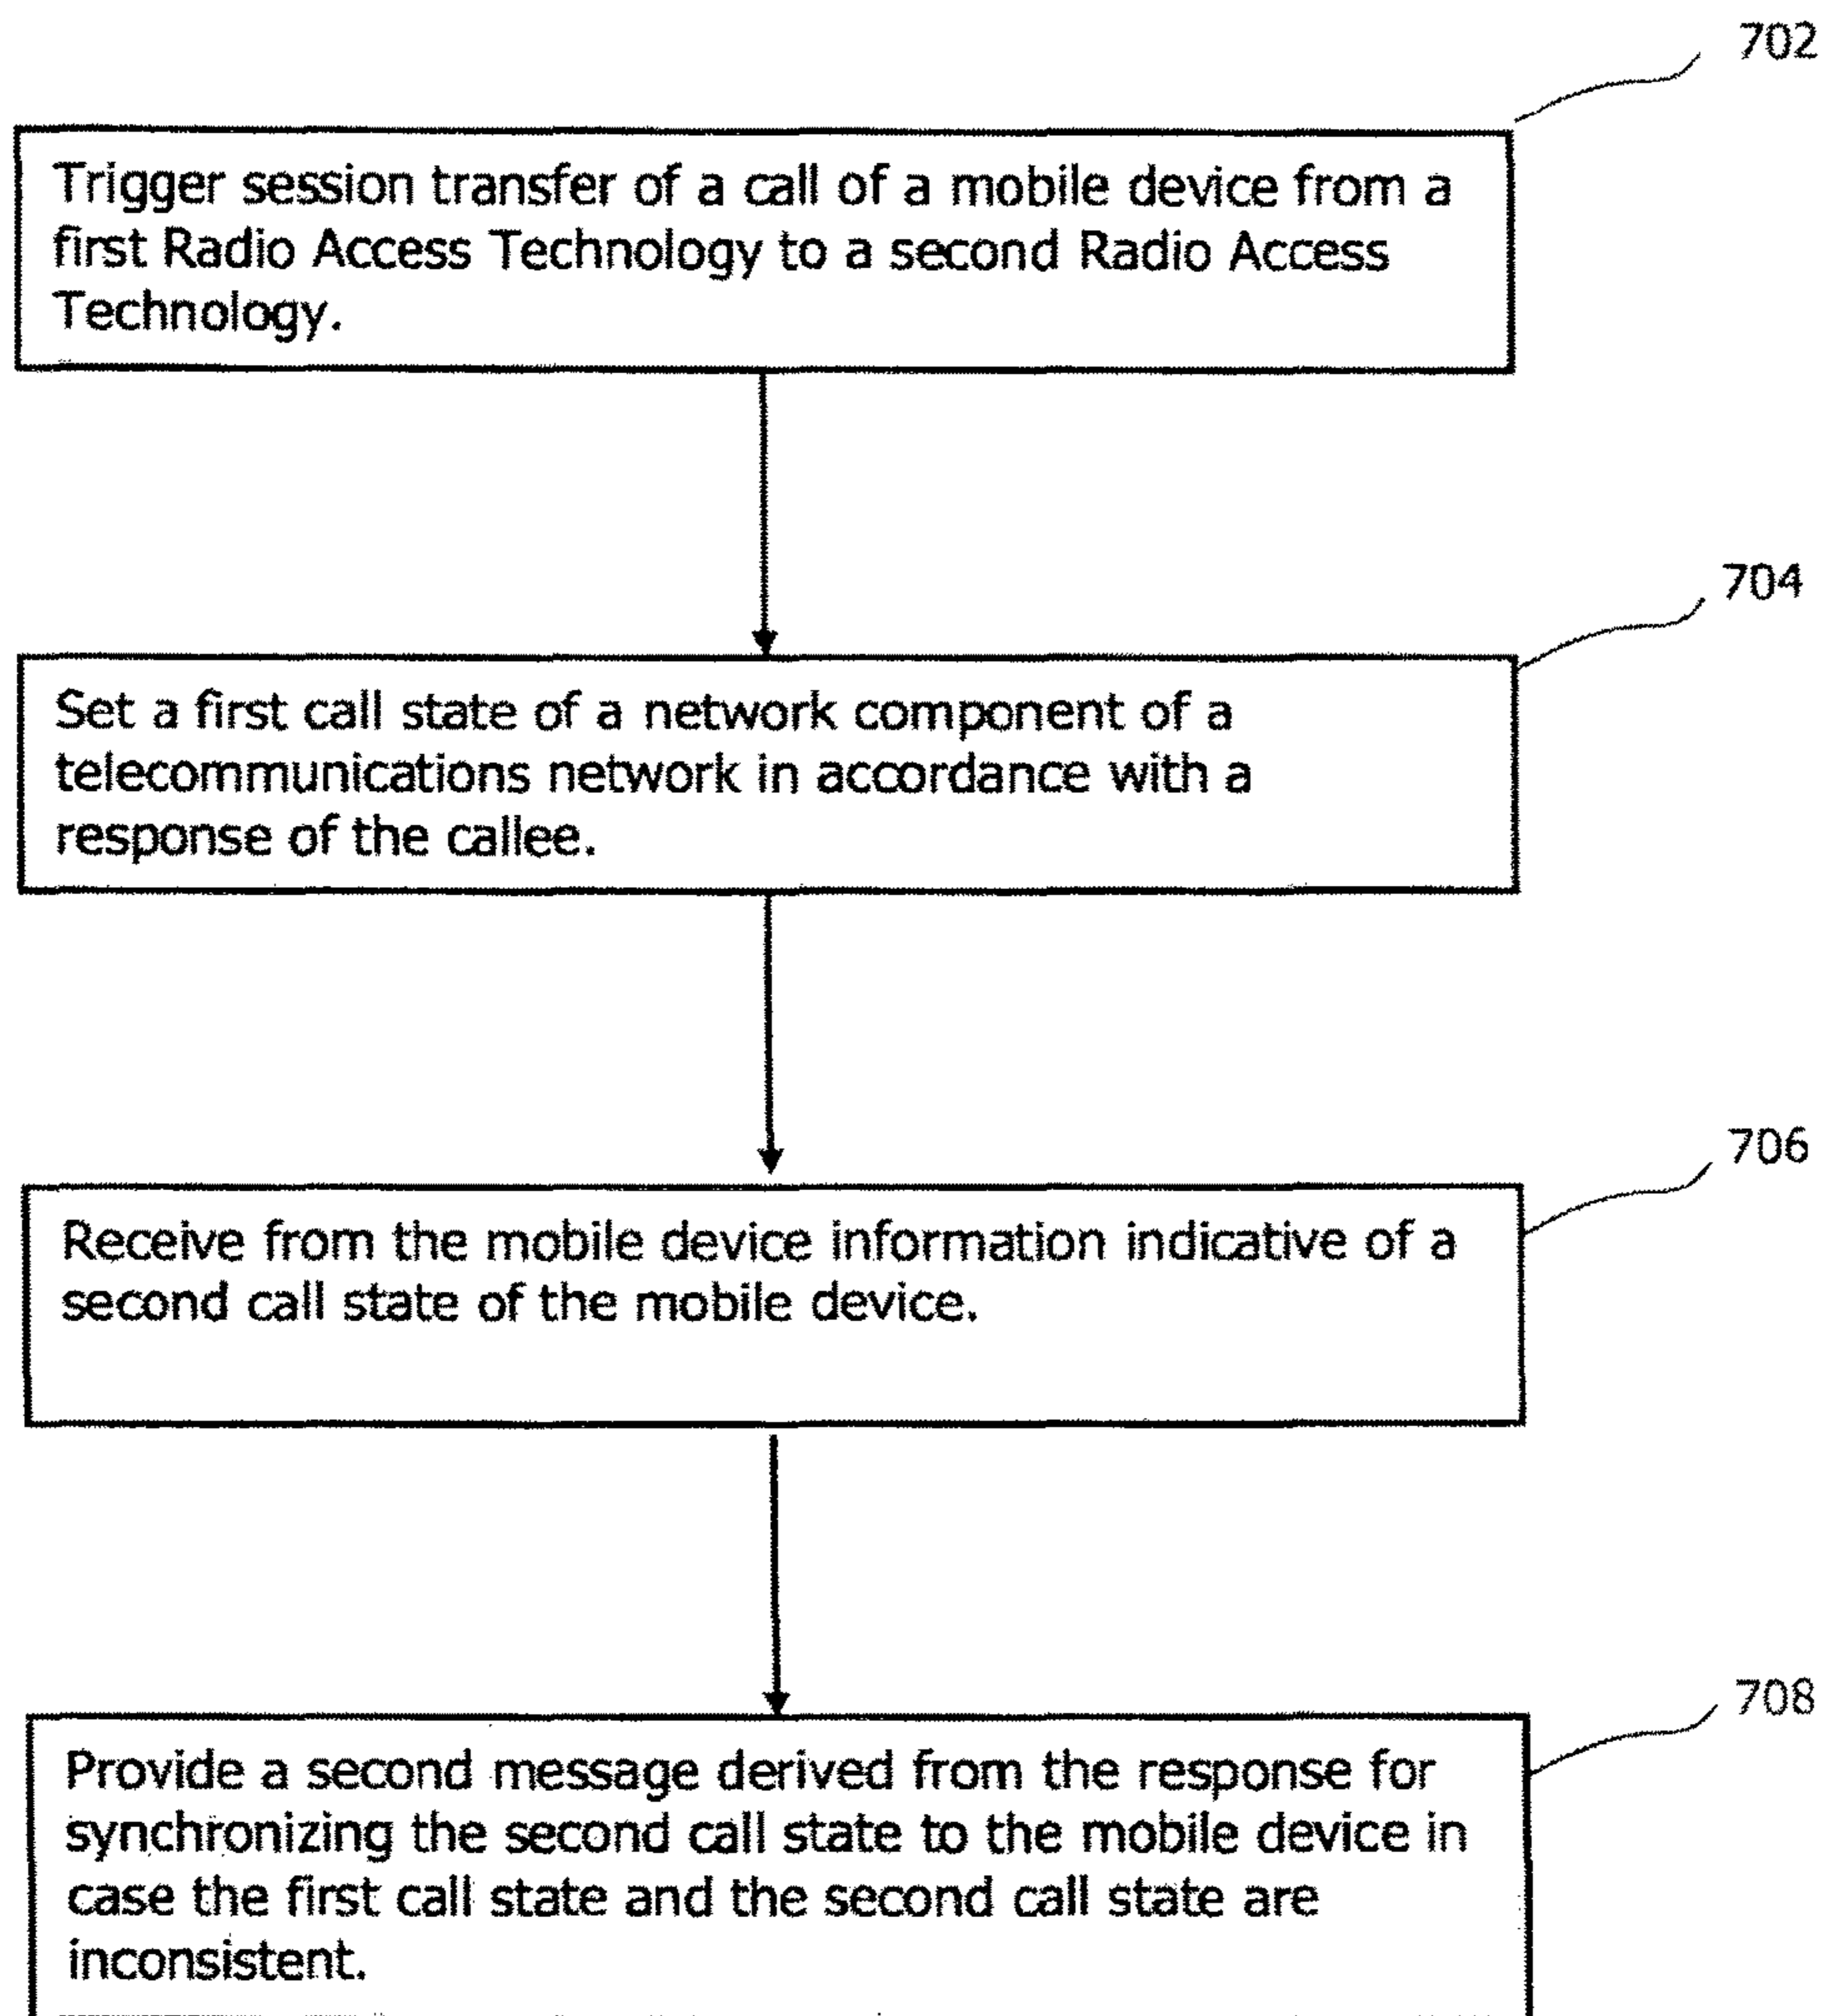 702
Trigger session transfer of a call of a mobile device from a
first Radio Access Technology to a second Radio Access
Technology.
704
Set a first call state of a network component of a
telecommunications network in accordance with a
response of the callee.
706
Receive from the mobile device information indicative of a
second call state of the mobile device.
708
Provide a second message derived from the response for
synchronizing the second call state to the mobile device in
case the first call state and the second call state are
inconsistent.